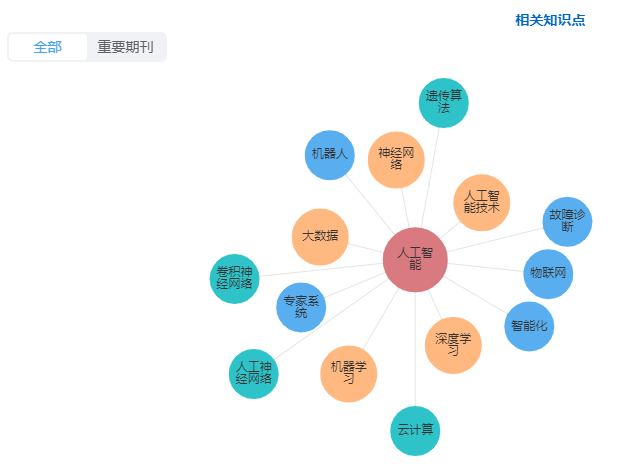 相关知识点
全部
重要期刊
遗传算
法
机器人
神经网
络
人工智
能技术
故障诊
断
大数据
人工智
能
卷积神
经网络
物联网
专家系
统
智能化
深度学
习
人工神
经网络
机器学
习
云计算